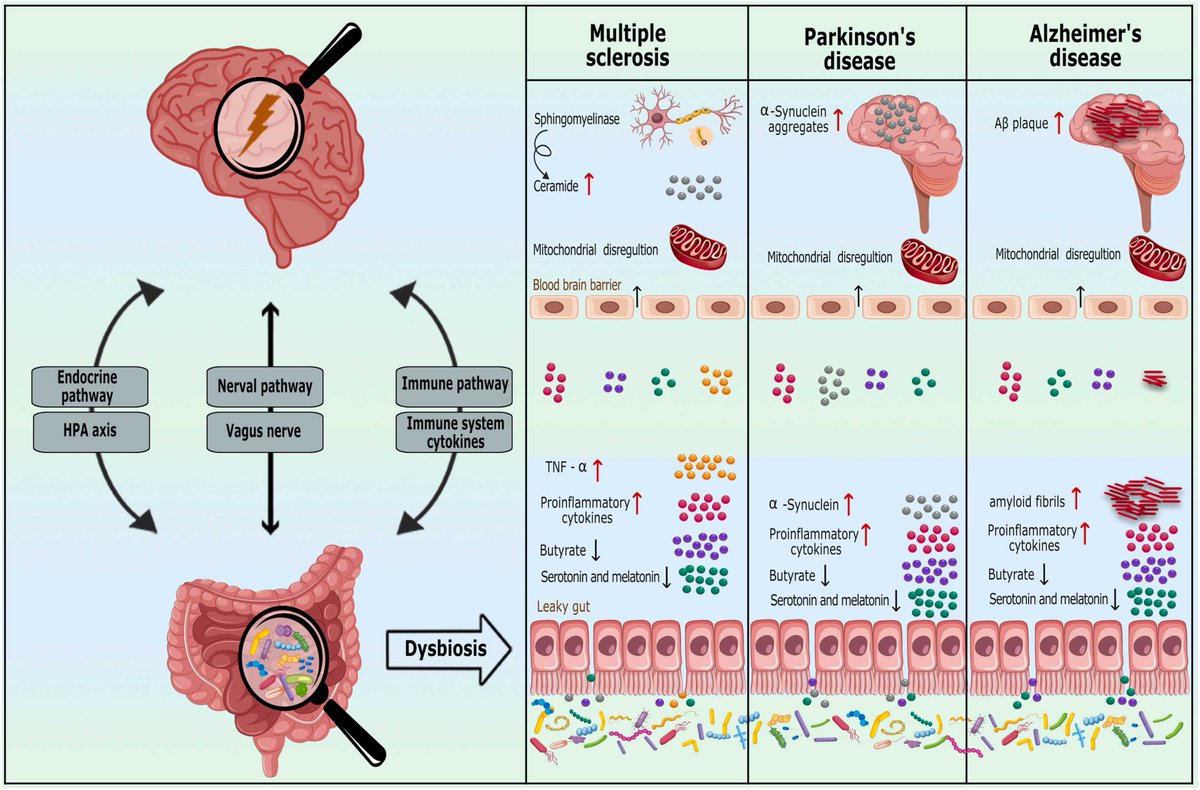 Endocrine
pathway
HPA axis
Nerval pathway
Vagus nerve
Immune pathway
Immune system
cytokines
Dysbiosis
Multiple
sclerosis
Sphingomyelinase
Ceramide
Mitochondrial disregultion
Blood brain barrier
TNF - α
Proinflammatory
cytokines
Butyrate
Serotonin and melatonin
Leaky gut
Parkinson's
disease
α-Synuclein
aggregates
Mitochondrial disregultion
α -Synuclein
Proinflammatory
cytokines
Butyrate
Serotonin and melatonin
Alzheimer's
disease
Aβ plaque
Mitochondrial disregultion
amyloid fibrils
Proinflammatory
cytokines
Butyrate
Serotonin and melatonin